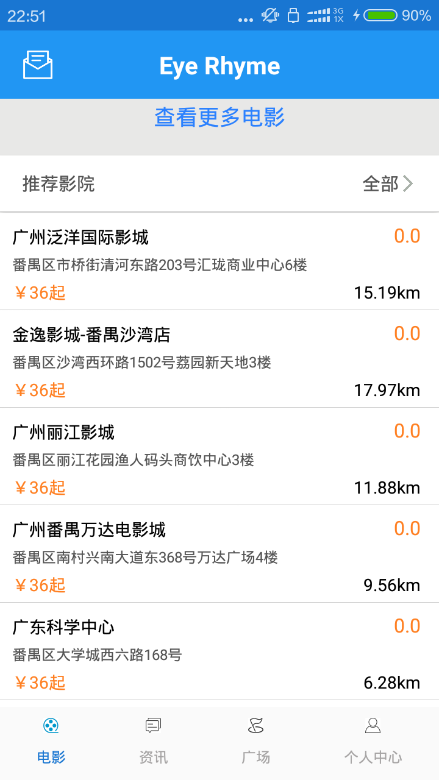 22:51
3G
1X
90%
Eye Rhyme
查看更多电影
推荐影院
全部
广州泛洋国际影城
0.0
番禺区市桥街清河东路203号汇珑商业中心6楼
￥36起
15.19km
金逸影城-番禺沙湾店
0.0
番禺区沙湾西环路1502号荔园新天地3楼
￥36起
17.97km
广州丽江影城
0.0
番禺区丽江花园渔人码头商饮中心3楼
￥36起
11.88km
广州番禺万达电影城
0.0
番禺区南村兴南大道东368号万达广场4楼
￥36起
9.56km
广东科学中心
0.0
番禺区大学城西六路168号
￥36起
6.28km
电影
资讯
广场
个人中心